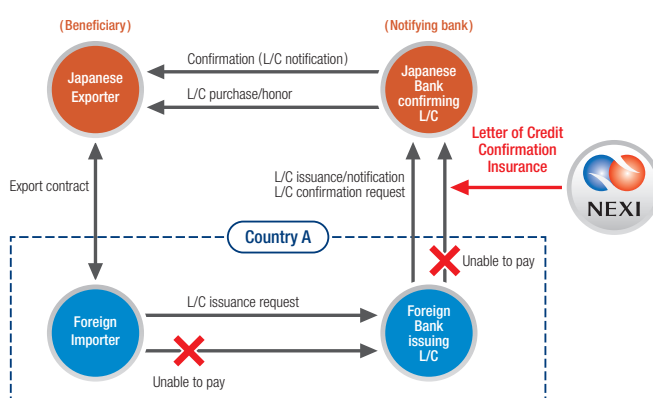 (Beneficiary)
(Notifying bank)
Japanese
Exporter
Confirmation (L/C notification)
L/C purchase/honor
Japanese
Bank
confirming
L/C
Letter of Credit
Confirmation
Insurance
NEXI
Export contract
L/C issuance/notification
L/C confirmation request
Country A
Unable to pay
Foreign
Importer
L/C issuance request
Unable to pay
Foreign
Bank
issuing
L/C